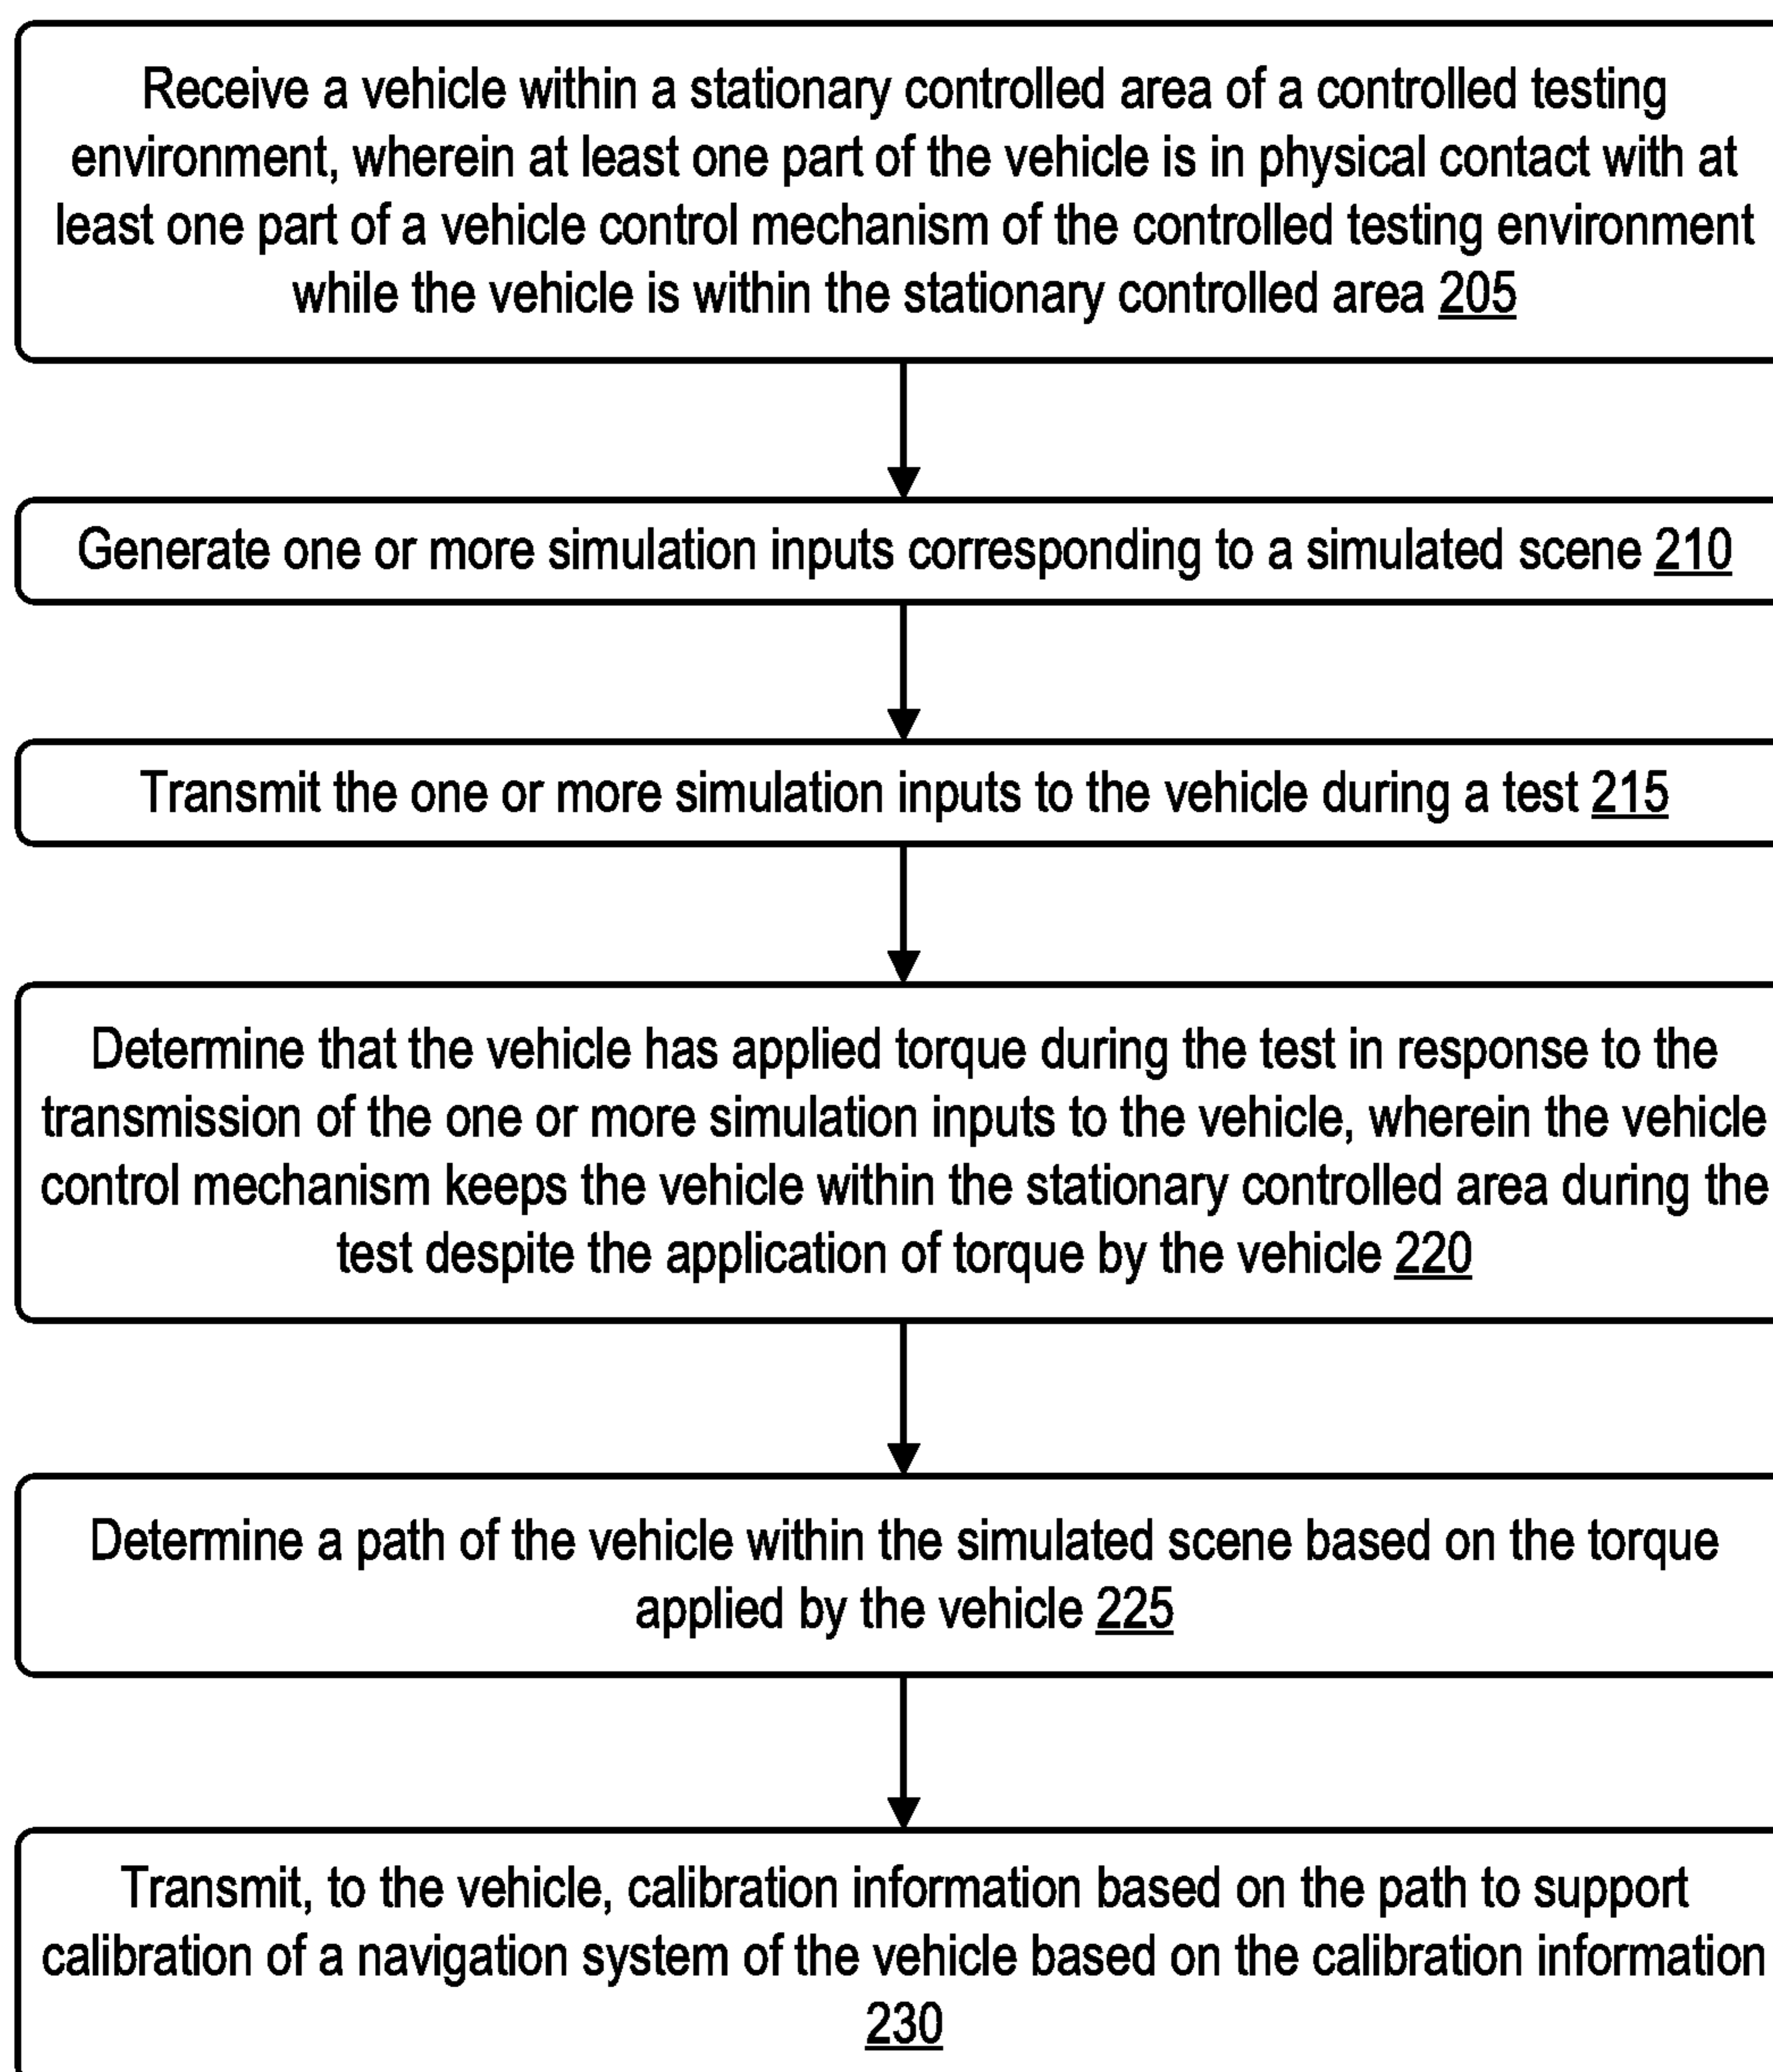 Receive a vehicle within a stationary controlled area of a controlled testing
environment, wherein at least one part of the vehicle is in physical contact with at
least one part of a vehicle control mechanism of the controlled testing environment
while the vehicle is within the stationary controlled area 205
Generate one or more simulation inputs corresponding to a simulated scene 210
Transmit the one or more simulation inputs to the vehicle during a test 215
Determine that the vehicle has applied torque during the test in response to the
transmission of the one or more simulation inputs to the vehicle, wherein the vehicle
control mechanism keeps the vehicle within the stationary controlled area during the
test despite the application of torque by the vehicle 220
Determine a path of the vehicle within the simulated scene based on the torque
applied by the vehicle 225
Transmit, to the vehicle, calibration information based on the path to support
calibration of a navigation system of the vehicle based on the calibration information
230